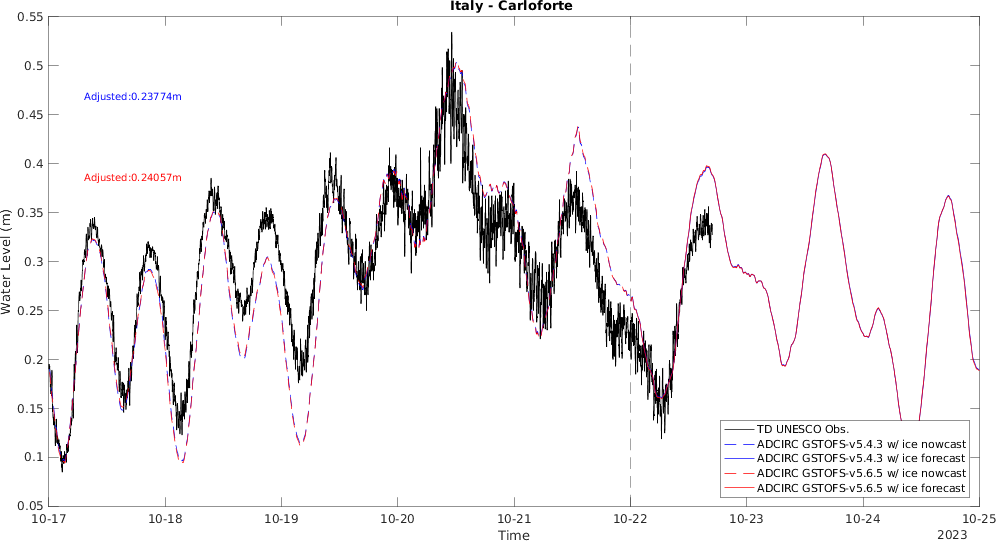 Italy - Carloforte
0.55
0.5
0.45
0.4
0.35
0.3
0.25
0.2
0.15
0.1
0.05
Water Level (m)
Adjusted:0.23774m
Adjusted:0.24057m
TD UNESCO Obs.
ADCIRC GSTOFS-v5.4.3 w/ ice nowcast
ADCIRC GSTOFS-v5.4.3 w/ ice forecast
ADCIRC GSTOFS-v5.6.5 w/ ice nowcast
ADCIRC GSTOFS-v5.6.5 w/ ice forecast
10-17 10-18 10-19 10-20 10-21 10-22 10-23 10-24 10-25
Time
2023